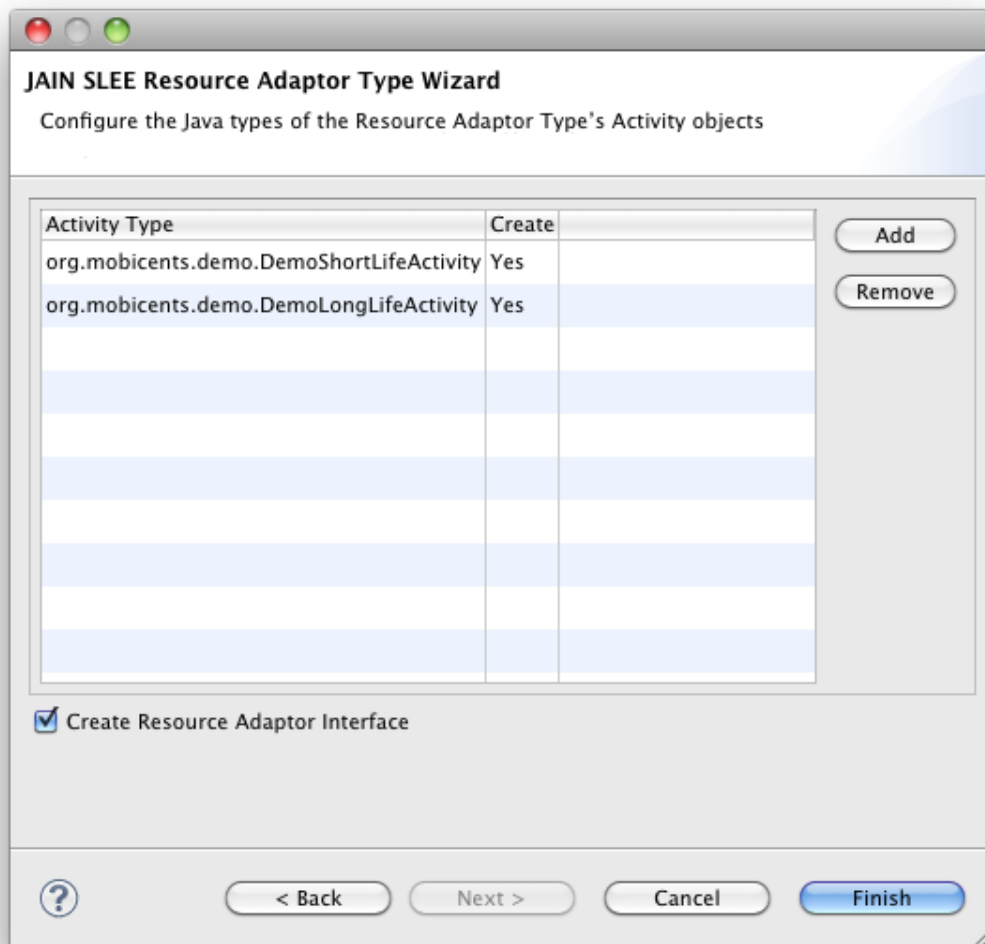 JAIN SLEE Resource Adaptor Type Wizard
Configure the Java types of the Resource Adaptor Type's Activity objects
Activity Type Create
Add
org.mobicents.demo.DemoShortLifeActivity Yes
Remove
org.mobicents.demo.DemoLongLifeActivity Yes
Create Resource Adaptor Interface
? < Back Next > Cancel Finish